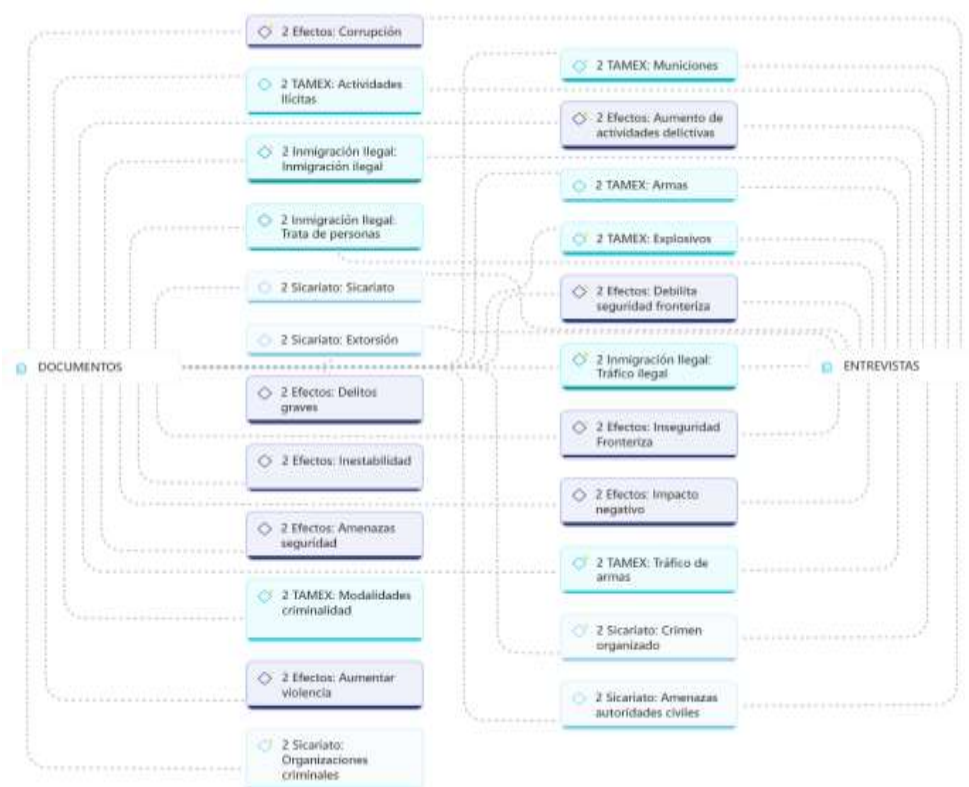 2 Efectos: Corrupción
2 TAMEX: Actividades
Ilícitas
2 Inmigración Ilegal:
Inmigración ilegal
2 Inmigración Ilegal:
Trata de personas
2 Sicariato: Sicariato
2 Sicariato: Extorsión
DOCUMENTOS
2 Efectos: Delitos
graves
2 Efectos: Inestabilidad
2 Efectos: Amenazas
seguridad
2 TAMEX: Modalidades
criminalidad
2 Efectos: Aumentar
violencia
2 Sicariato:
Organizaciones
criminales
2 TAMEX: Municiones
2 Efectos: Aumento de
actividades delictivas
2 TAMEX: Armas
2 TAMEX: Explosivos
2 Efectos: Debilita
seguridad fronteriza
2 Inmigración Ilegal:
Tráfico ilegal
ENTREVISTAS
2 Efectos: Inseguridad
Fronteriza
2 Efectos: Impacto
negativo
2 TAMEX: Tráfico de
armas
2 Sicariato: Crimen
organizado
2 Sicariato: Amenazas
autoridades civiles